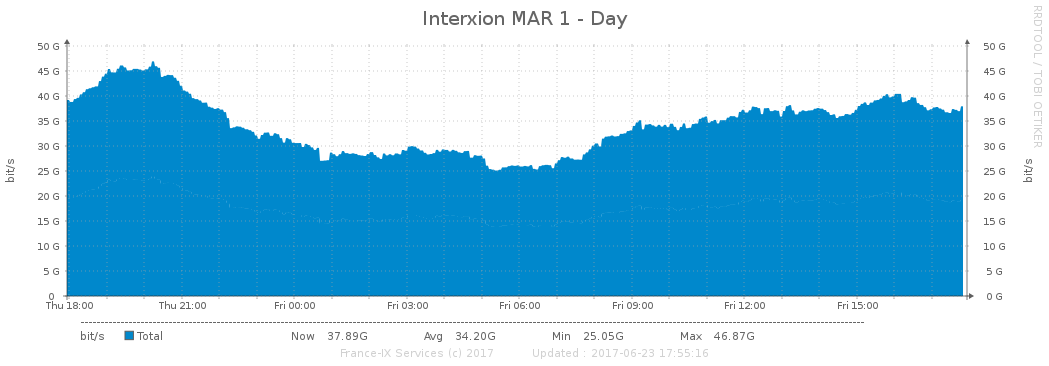 Interxion MAR 1 - Day
RRDTOOL / TOBI OETIKER
bit/s
bit/s
50 G 50 G
45 G 45 G
40 G 40 G
35 G 35 G
30 G 30 G
25 G 25 G
20 G 20 G
15 G 15 G
10 G 10 G
5 G 5 G
0 0 G
Thu 18:00 Thu 21:00 Fri 00:00 Fri 03:00 Fri 06:00 Fri 09:00 Fri 12:00 Fri 15:00
bit/s Total Now 37.89G Avg 34.20G Min 25.05G Max 46.87G
France-IX Services (c) 2017 Updated : 2017-06-23 17:55:16